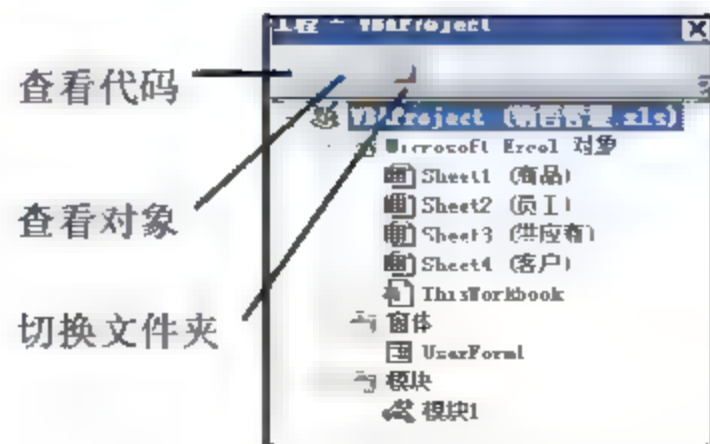 工程 - VBAProject
查看代码
查看对象
切换文件夹
VBAProject (销售管理.xls)
Microsoft Excel 对象
Sheet1 (商品)
Sheet2 (员工)
Sheet3 (供应商)
Sheet4 (客户)
ThisWorkbook
窗体
UserForm1
模块
模块1